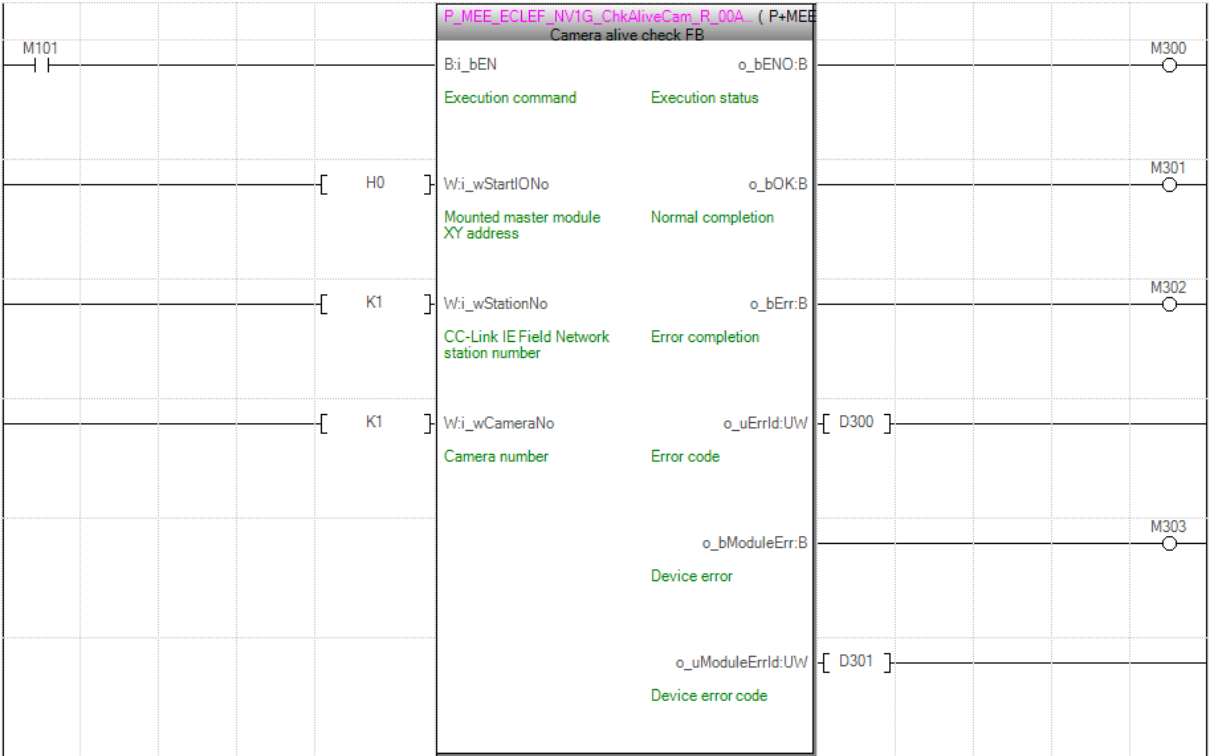 P_MEE_ECLEF_NV1G_ChkAliveCam_R_00A... ( P+MEE
Camera alive check FB
M101
B:i_bEN
o_bENO:B
M300
Execution command
Execution status
H0
W:i_wStartIONo
o_bOK:B
M301
Mounted master module
XY address
Normal completion
K1
W:i_wStationNo
o_bErr:B
M302
CC-Link IE Field Network
station number
Error completion
K1
W:i_wCameraNo
o_uErrId:UW
D300
Camera number
Error code
o_bModuleErr:B
M303
Device error
o_uModuleErrId:UW
D301
Device error code